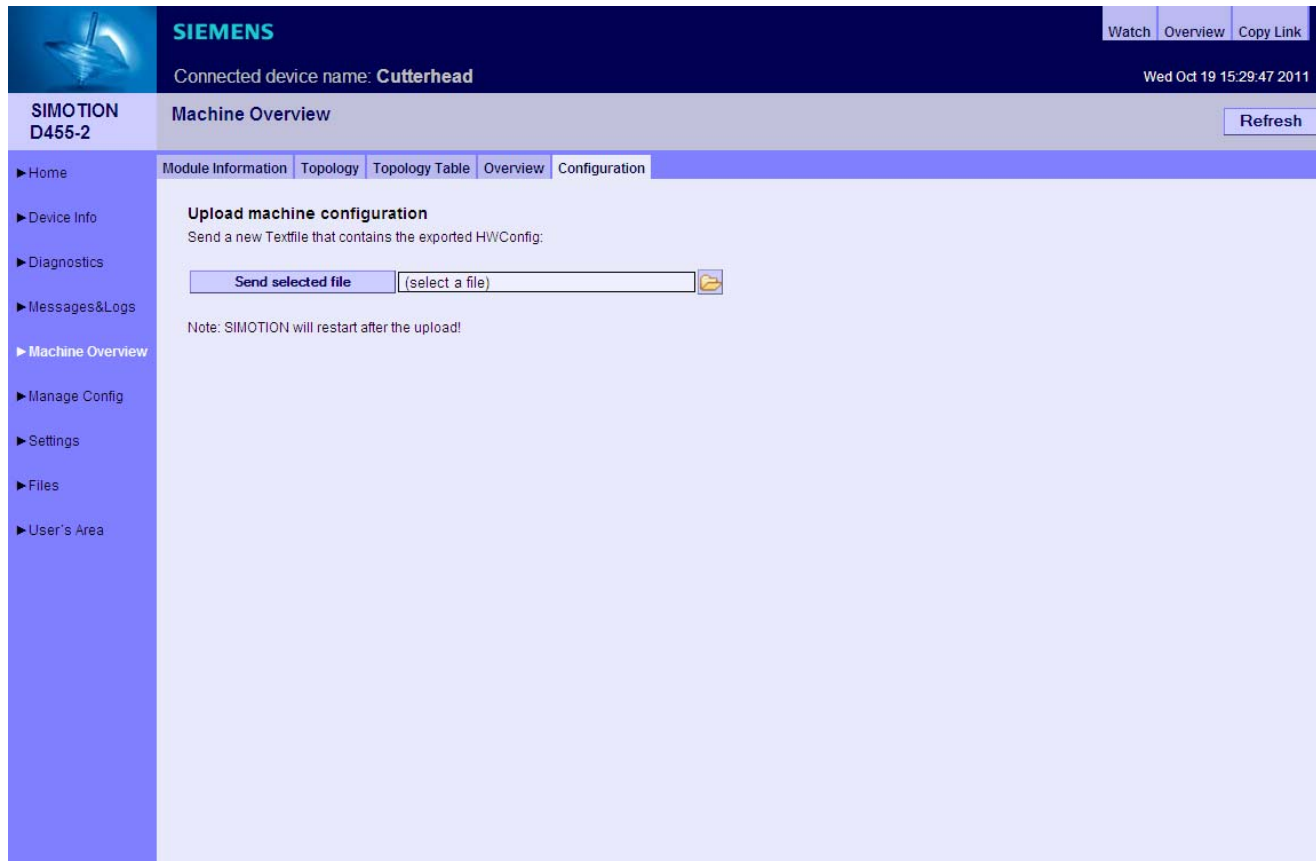 SIEMENS
Watch Overview Copy Link
Connected device name: Cutterhead
Wed Oct 19 15:29:47 2011
SIMOTION
D455-2
Machine Overview
Refresh
►Home
►Device Info
►Diagnostics
►Messages&Logs
►Machine Overview
►Manage Config
►Settings
►Files
►User´s Area
Module Information Topology Topology Table Overview Configuration
Upload machine configuration
Send a new Textfile that contains the exported HWConfig:
Send selected file (select a file)
Note: SIMOTION will restart after the upload!